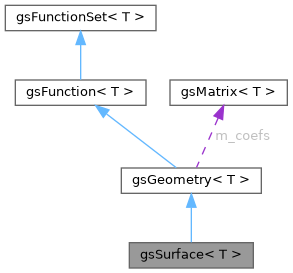 gsFunctionSet< T >
gsFunction< T >
gsMatrix< T >
m_coefs
gsGeometry< T >
gsSurface< T >